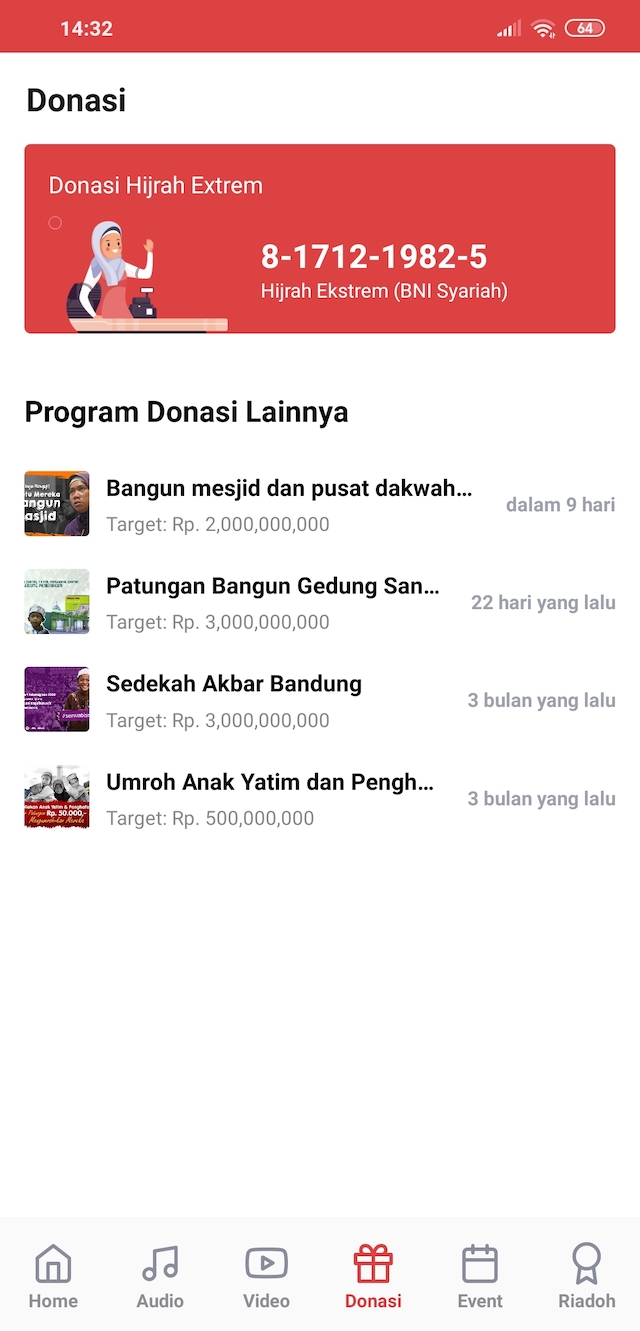 14:32
64
Donasi
Donasi Hijrah Extrem
8-1712-1982-5
Hijrah Ekstrem (BNI Syariah)
Program Donasi Lainnya
Bangun mesjid dan pusat dakwah...
dalam 9 hari
Target: Rp. 2,000,000,000
Patungan Bangun Gedung San...
22 hari yang lalu
Target: Rp. 3,000,000,000
Sedekah Akbar Bandung
3 bulan yang lalu
Target: Rp. 3,000,000,000
Rp. 50.000,-
Umroh Anak Yatim dan Pengh...
3 bulan yang lalu
Target: Rp. 500,000,000
Home
Audio
Video
Donasi
Event
Riadoh